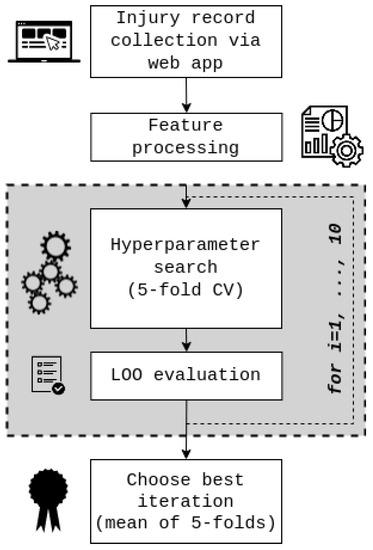 Injury record
collection via
web app
Feature
processing
Hyperparameter
search
(5-fold CV)
for i=1, ..., 10
LOO evaluation
Choose best
iteration
(mean of 5-folds)